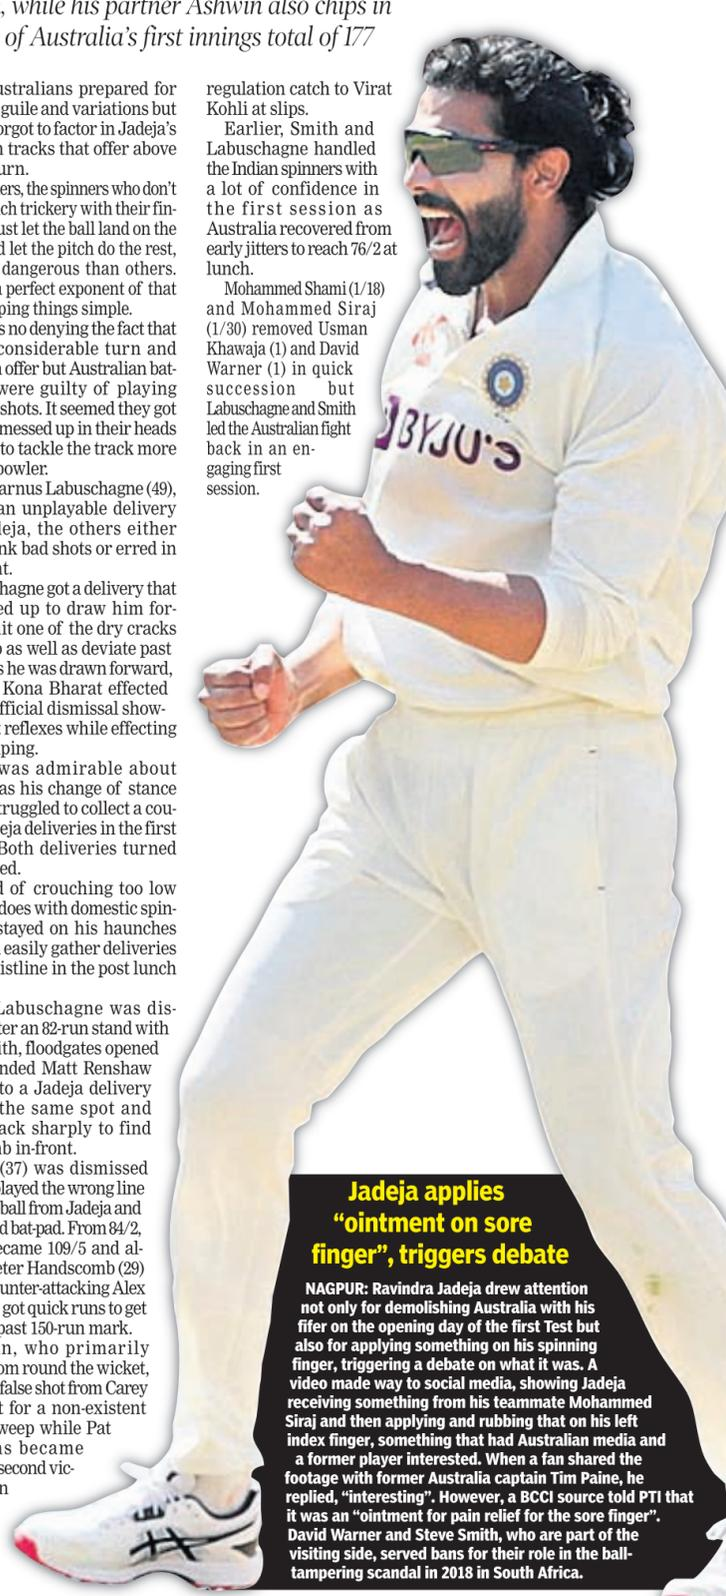 , while his partner Ashwin also chips in
of Australia's first innings total of 177
ustralians prepared for
guile and variations but
orgot to factor in Jadeja's
n tracks that offer above
urn.
ers, the spinners who don't
ch trickery with their fin-
ust let the ball land on the
d let the pitch do the rest,
dangerous than others.
perfect exponent of that
ping things simple.
s no denying the fact that
considerable turn and
offer but Australian bat-
were guilty of playing
shots. It seemed they got
messed up in their heads
to tackle the track more
bowler.
arnus Labuschagne (49),
an unplayable delivery
deja, the others either
nk bad shots or erred in
nt.
hagne got a delivery that
ed up to draw him for-
it one of the dry cracks
as well as deviate past
s he was drawn forward,
Kona Bharat effected
fficial dismissal show-
reflexes while effecting
ping.
was admirable about
as his change of stance
truggled to collect a cou-
eja deliveries in the first
Both deliveries turned
ed.
d of crouching too low
does with domestic spin-
stayed on his haunches
easily gather deliveries
istline in the post lunch
Labuschagne was dis-
ter an 82-run stand with
ith, floodgates opened
nded Matt Renshaw
to a Jadeja delivery
the same spot and
ack sharply to find
b in-front.
(37) was dismissed
layed the wrong line
ball from Jadeja and
d bat-pad. From 84/2,
ecame 109/5 and al-
eter Handscomb (29)
unter-attacking Alex
got quick runs to get
past 150-run mark.
n, who primarily
om round the wicket,
false shot from Carey
t for a non-existent
weep while Pat
ns became
second vic-
n
regulation catch to Virat
Kohli at slips.
Earlier, Smith and
Labuschagne handled
the Indian spinners with
a lot of confidence in
the first session as
Australia recovered from
early jitters to reach 76/2 at
lunch.
Mohammed Shami (1/18)
and Mohammed Siraj
(1/30) removed Usman
Khawaja (1) and David
Warner (1) in quick
succession but
Labuschagne and Smith
led the Australian fight
back in an en-
gaging first
session.
BYJU'S
Jadeja applies
“ointment on sore
finger”, triggers debate
NAGPUR: Ravindra Jadeja drew attention
not only for demolishing Australia with his
fifer on the opening day of the first Test but
also for applying something on his spinning
finger, triggering a debate on what it was. A
video made way to social media, showing Jadeja
receiving something from his teammate Mohammed
Siraj and then applying and rubbing that on his left
index finger, something that had Australian media and
a former player interested. When a fan shared the
footage with former Australia captain Tim Paine, he
replied, “interesting”. However, a BCCI source told PTI that
it was an “ointment for pain relief for the sore finger”.
David Warner and Steve Smith, who are part of the
visiting side, served bans for their role in the ball-
tampering scandal in 2018 in South Africa.